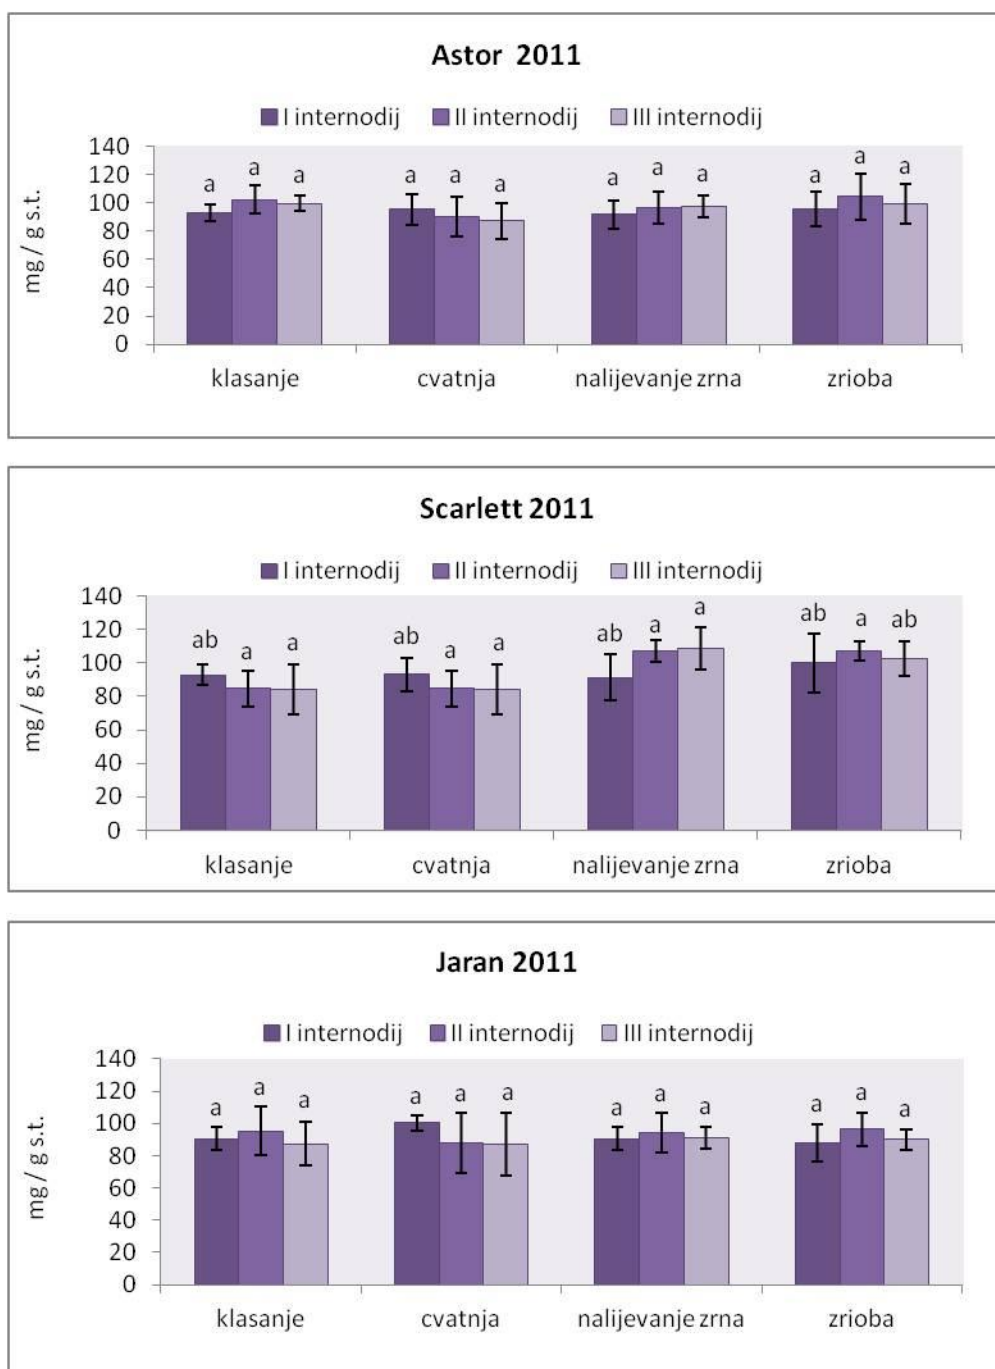 Astor 2011
I internodij II internodij III internodij
mg / g s.t.
140
120
100
80
60
40
20
0
a a a a a a a a a a a a
klasanje cvatnja nalijevanje zrna zrioba
Scarlett 2011
I internodij II internodij III internodij
mg / g s.t.
140
120
100
80
60
40
20
0
ab a a ab a a ab a a ab a ab
klasanje cvatnja nalijevanje zrna zrioba
Jaran 2011
I internodij II internodij III internodij
mg / g s.t.
140
120
100
80
60
40
20
0
a a a a a a a a a a a a
klasanje cvatnja nalijevanje zrna zrioba